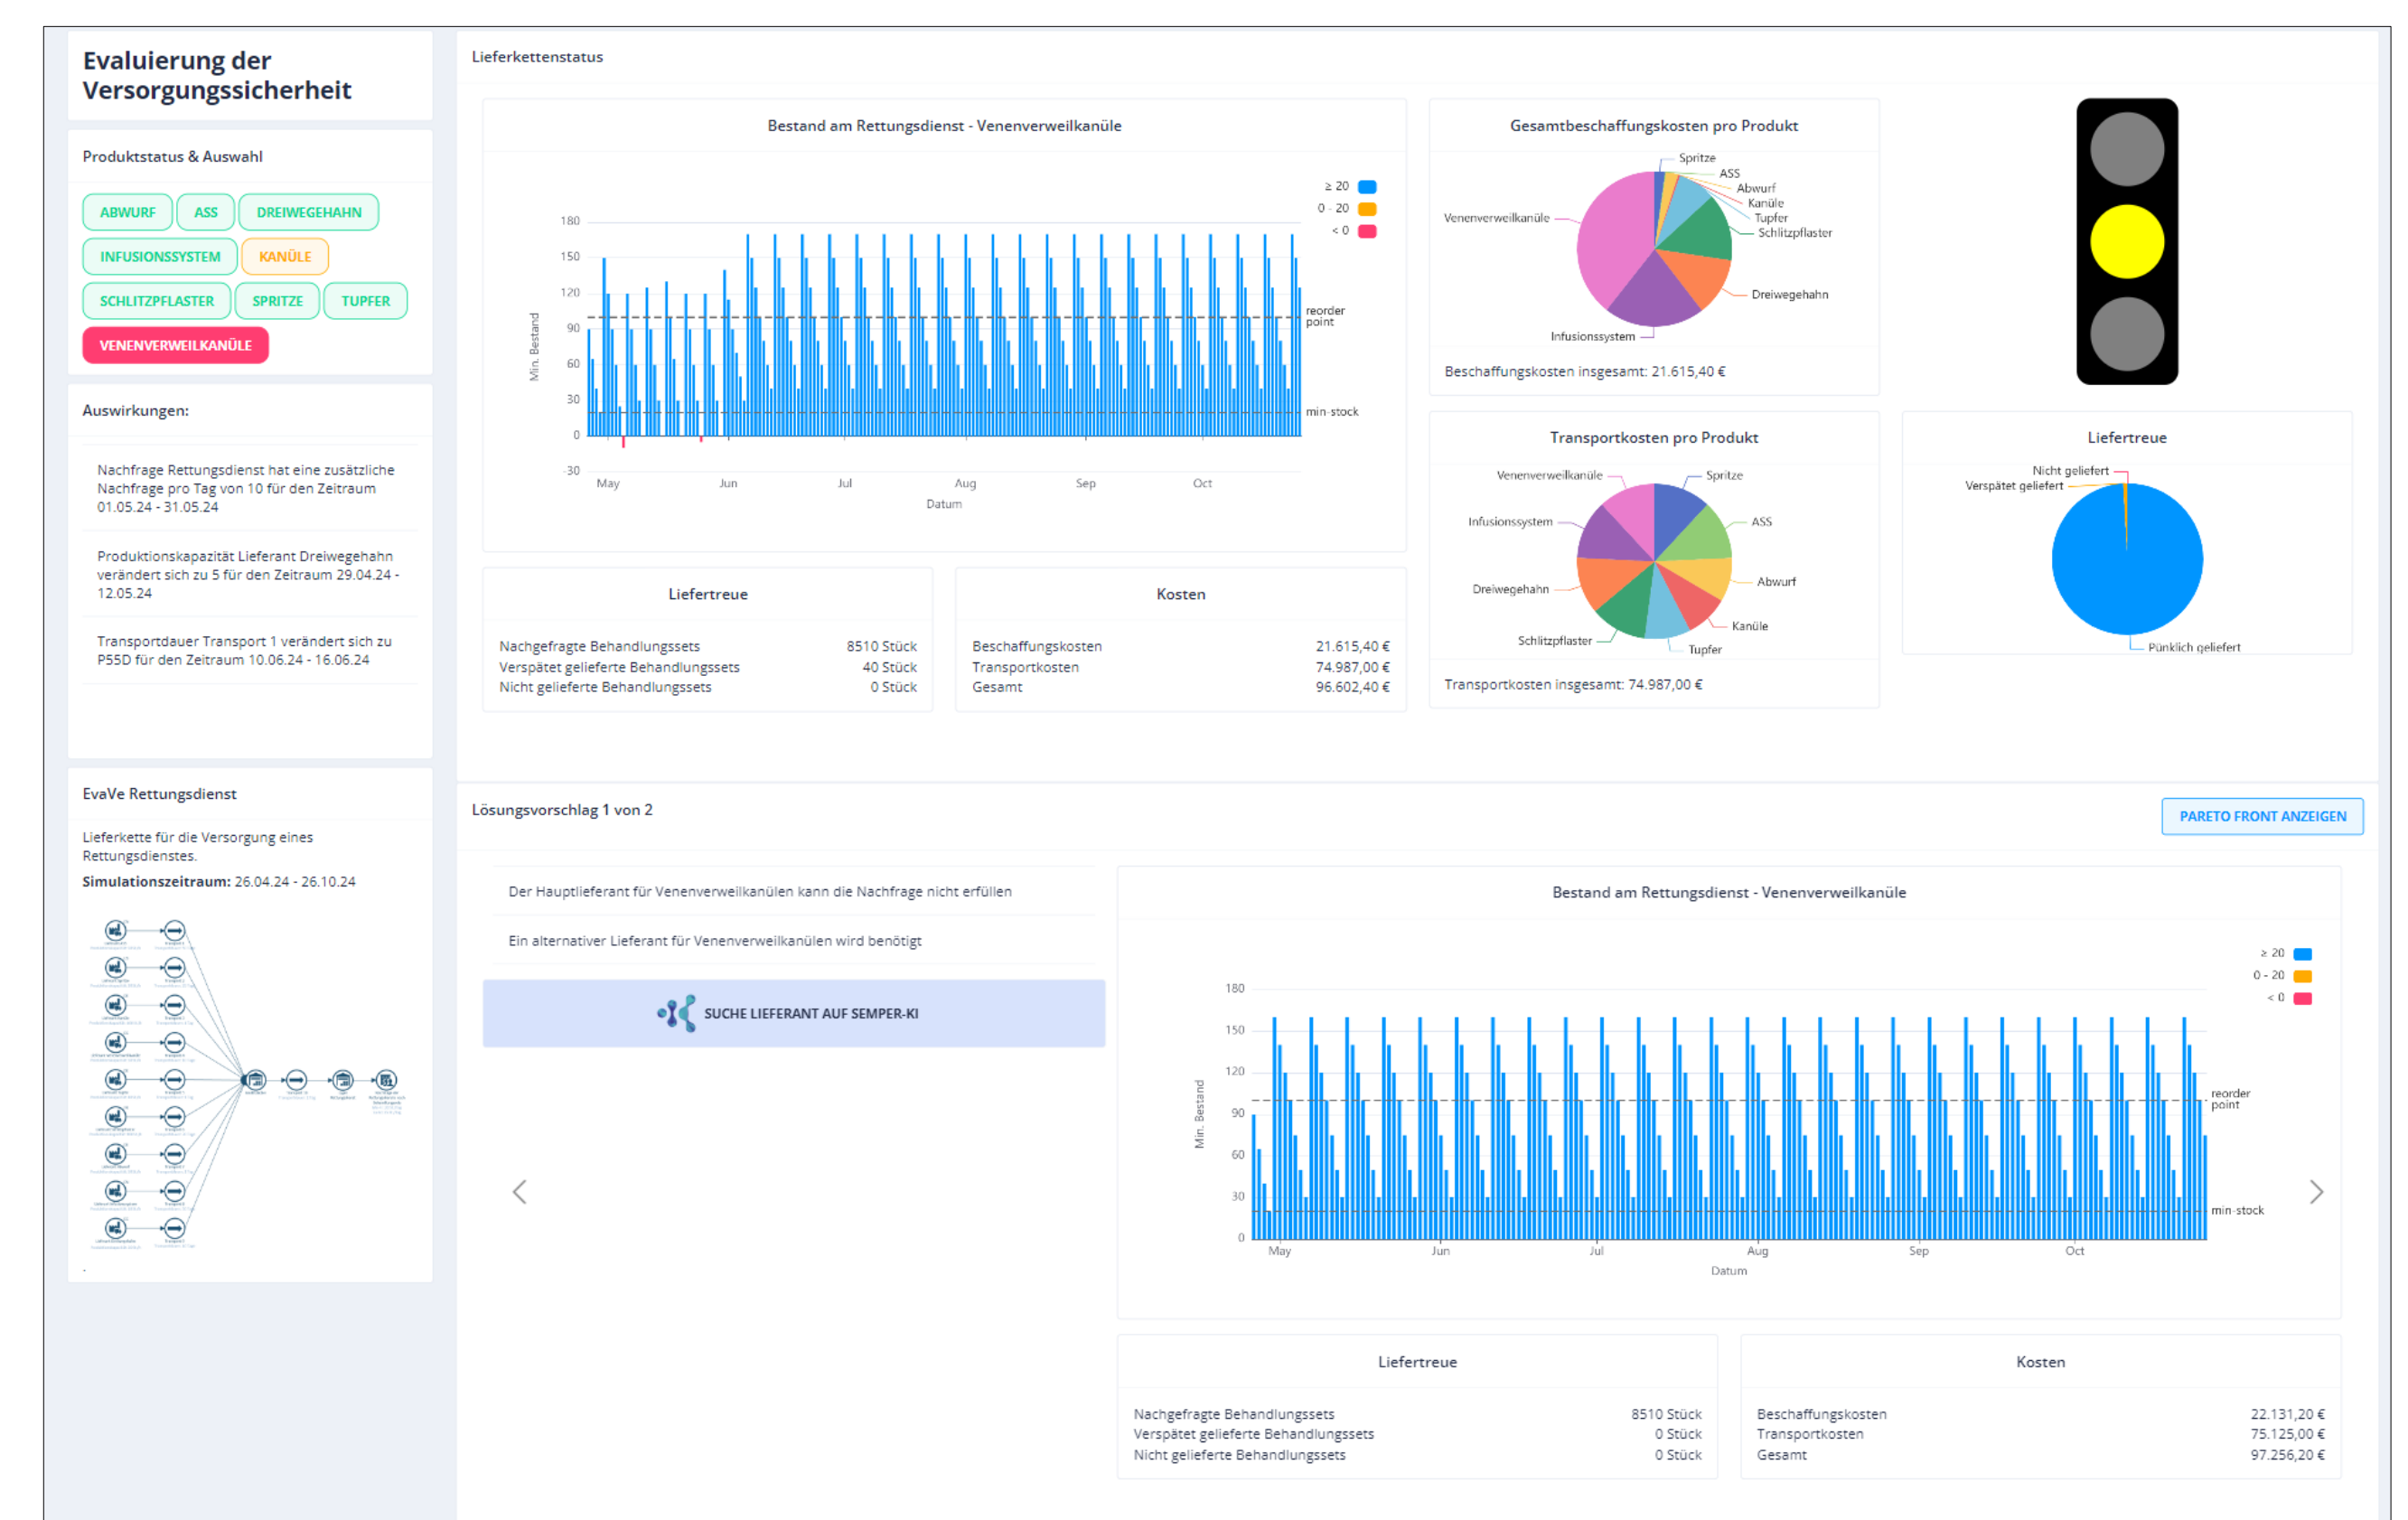 Evaluierung der
Versorgungssicherheit
Produktstatus & Auswahl
ABWURF
ASS
DREIWEGEHAHN
INFUSIONSSYSTEM
KANÜLE
SCHLITZPFLASTER
SPRITZE
TUPFER
VENENVERWEILKANÜLE
Auswirkungen:
Nachfrage Rettungsdienst hat eine zusätzliche
Nachfrage pro Tag von 10 für den Zeitraum
01.05.24 - 31.05.24
Produktionskapazität Lieferant Dreiwegehahn
verändert sich zu 5 für den Zeitraum 29.04.24 -
12.05.24
Transportdauer Transport 1 verändert sich zu
P55D für den Zeitraum 10.06.24 - 16.06.24
EvaVe Rettungsdienst
Lieferkette für die Versorgung eines
Rettungsdienstes.
Simulationszeitraum: 26.04.24 - 26.10.24
Lieferkettenstatus
Bestand am Rettungsdienst - Venenverweilkanüle
≥ 20
0 - 20
< 0
180
150
120
90
60
30
0
-30
Min. Bestand
reorder
point
min-stock
May
Jun
Jul
Aug
Sep
Oct
Datum
Liefertreue
Nachgefragte Behandlungssets 8510 Stück
Verspätet gelieferte Behandlungssets 40 Stück
Nicht gelieferte Behandlungssets 0 Stück
Kosten
Beschaffungskosten 21.615,40 €
Transportkosten 74.987,00 €
Gesamt 96.602,40 €
Gesamtbeschaffungskosten pro Produkt
Spritze
ASS
Abwurf
Kanüle
Tupfer
Schlitzpflaster
Dreiwegehahn
Infusionssystem
Venenverweilkanüle
Beschaffungskosten insgesamt: 21.615,40 €
Transportkosten pro Produkt
Venenverweilkanüle
Spritze
Infusionssystem
ASS
Dreiwegehahn
Abwurf
Kanüle
Schlitzpflaster
Tupfer
Transportkosten insgesamt: 74.987,00 €
Liefertreue
Nicht geliefert
Verspätet geliefert
Pünklich geliefert
Lösungsvorschlag 1 von 2
PARETO FRONT ANZEIGEN
Der Hauptlieferant für Venenverweilkanülen kann die Nachfrage nicht erfüllen
Ein alternativer Lieferant für Venenverweilkanülen wird benötigt
SUCHE LIEFERANT AUF SEMPER-KI
Bestand am Rettungsdienst - Venenverweilkanüle
≥ 20
0 - 20
< 0
180
150
120
90
60
30
0
Min. Bestand
reorder
point
min-stock
May
Jun
Jul
Aug
Sep
Oct
Datum
Liefertreue
Nachgefragte Behandlungssets 8510 Stück
Verspätet gelieferte Behandlungssets 0 Stück
Nicht gelieferte Behandlungssets 0 Stück
Kosten
Beschaffungskosten 22.131,20 €
Transportkosten 75.125,00 €
Gesamt 97.256,20 €